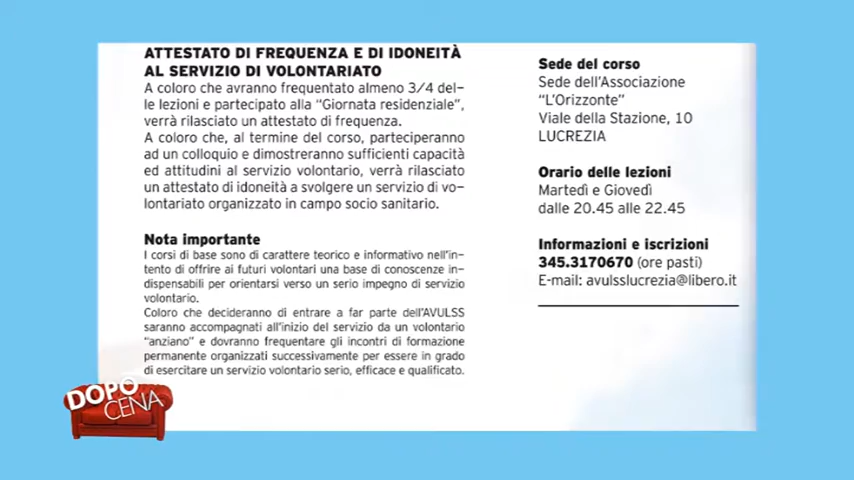 ATTESTATO DI FREQUENZA E DI IDONEITÀ
AL SERVIZIO DI VOLONTARIATO
A coloro che avranno frequentato almeno 3/4 del-
le lezioni e partecipato alla “Giornata residenziale”,
verrà rilasciato un attestato di frequenza.
A coloro che, al termine del corso, parteciperanno
ad un colloquio e dimostreranno sufficienti capacità
ed attitudini al servizio volontario, verrà rilasciato
un attestato di idoneità a svolgere un servizio di vo-
lontariato organizzato in campo socio sanitario.
Nota importante
I corsi di base sono di carattere teorico e informativo nell'in-
tento di offrire ai futuri volontari una base di conoscenze in-
dispensabili per orientarsi verso un serio impegno di servizio
volontario.
Coloro che decideranno di entrare a far parte dell'AVULSS
saranno accompagnati all'inizio del servizio da un volontario
“anziano” e dovranno frequentare gli incontri di formazione
permanente organizzati successivamente per essere in grado
di esercitare un servizio volontario serio, efficace e qualificato.
Sede del corso
Sede dell'Associazione
“L'Orizzonte”
Viale della Stazione, 10
LUCREZIA
Orario delle lezioni
Martedì e Giovedì
dalle 20.45 alle 22.45
Informazioni e iscrizioni
345.3170670 (ore pasti)
E-mail: avulsslucrezia@libero.it
DOPO
CENA